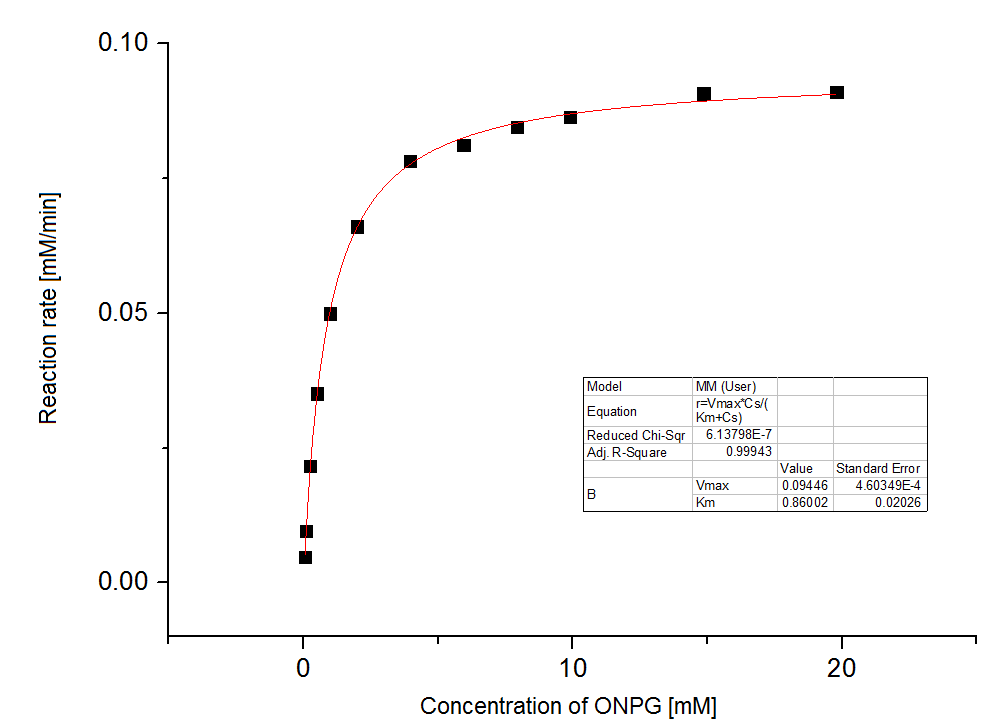 0.10
0.05
0.00
Reaction rate [mM/min]
0 10 20
Concentration of ONPG [mM]
Model MM (User)
Equation r=Vmax*Cs/(
Km+Cs)
Reduced Chi-Sqr 6.13798E-7
Adj. R-Square 0.99943
Value Standard Error
B Vmax 0.09446 4.60349E-4
Km 0.86002 0.02026